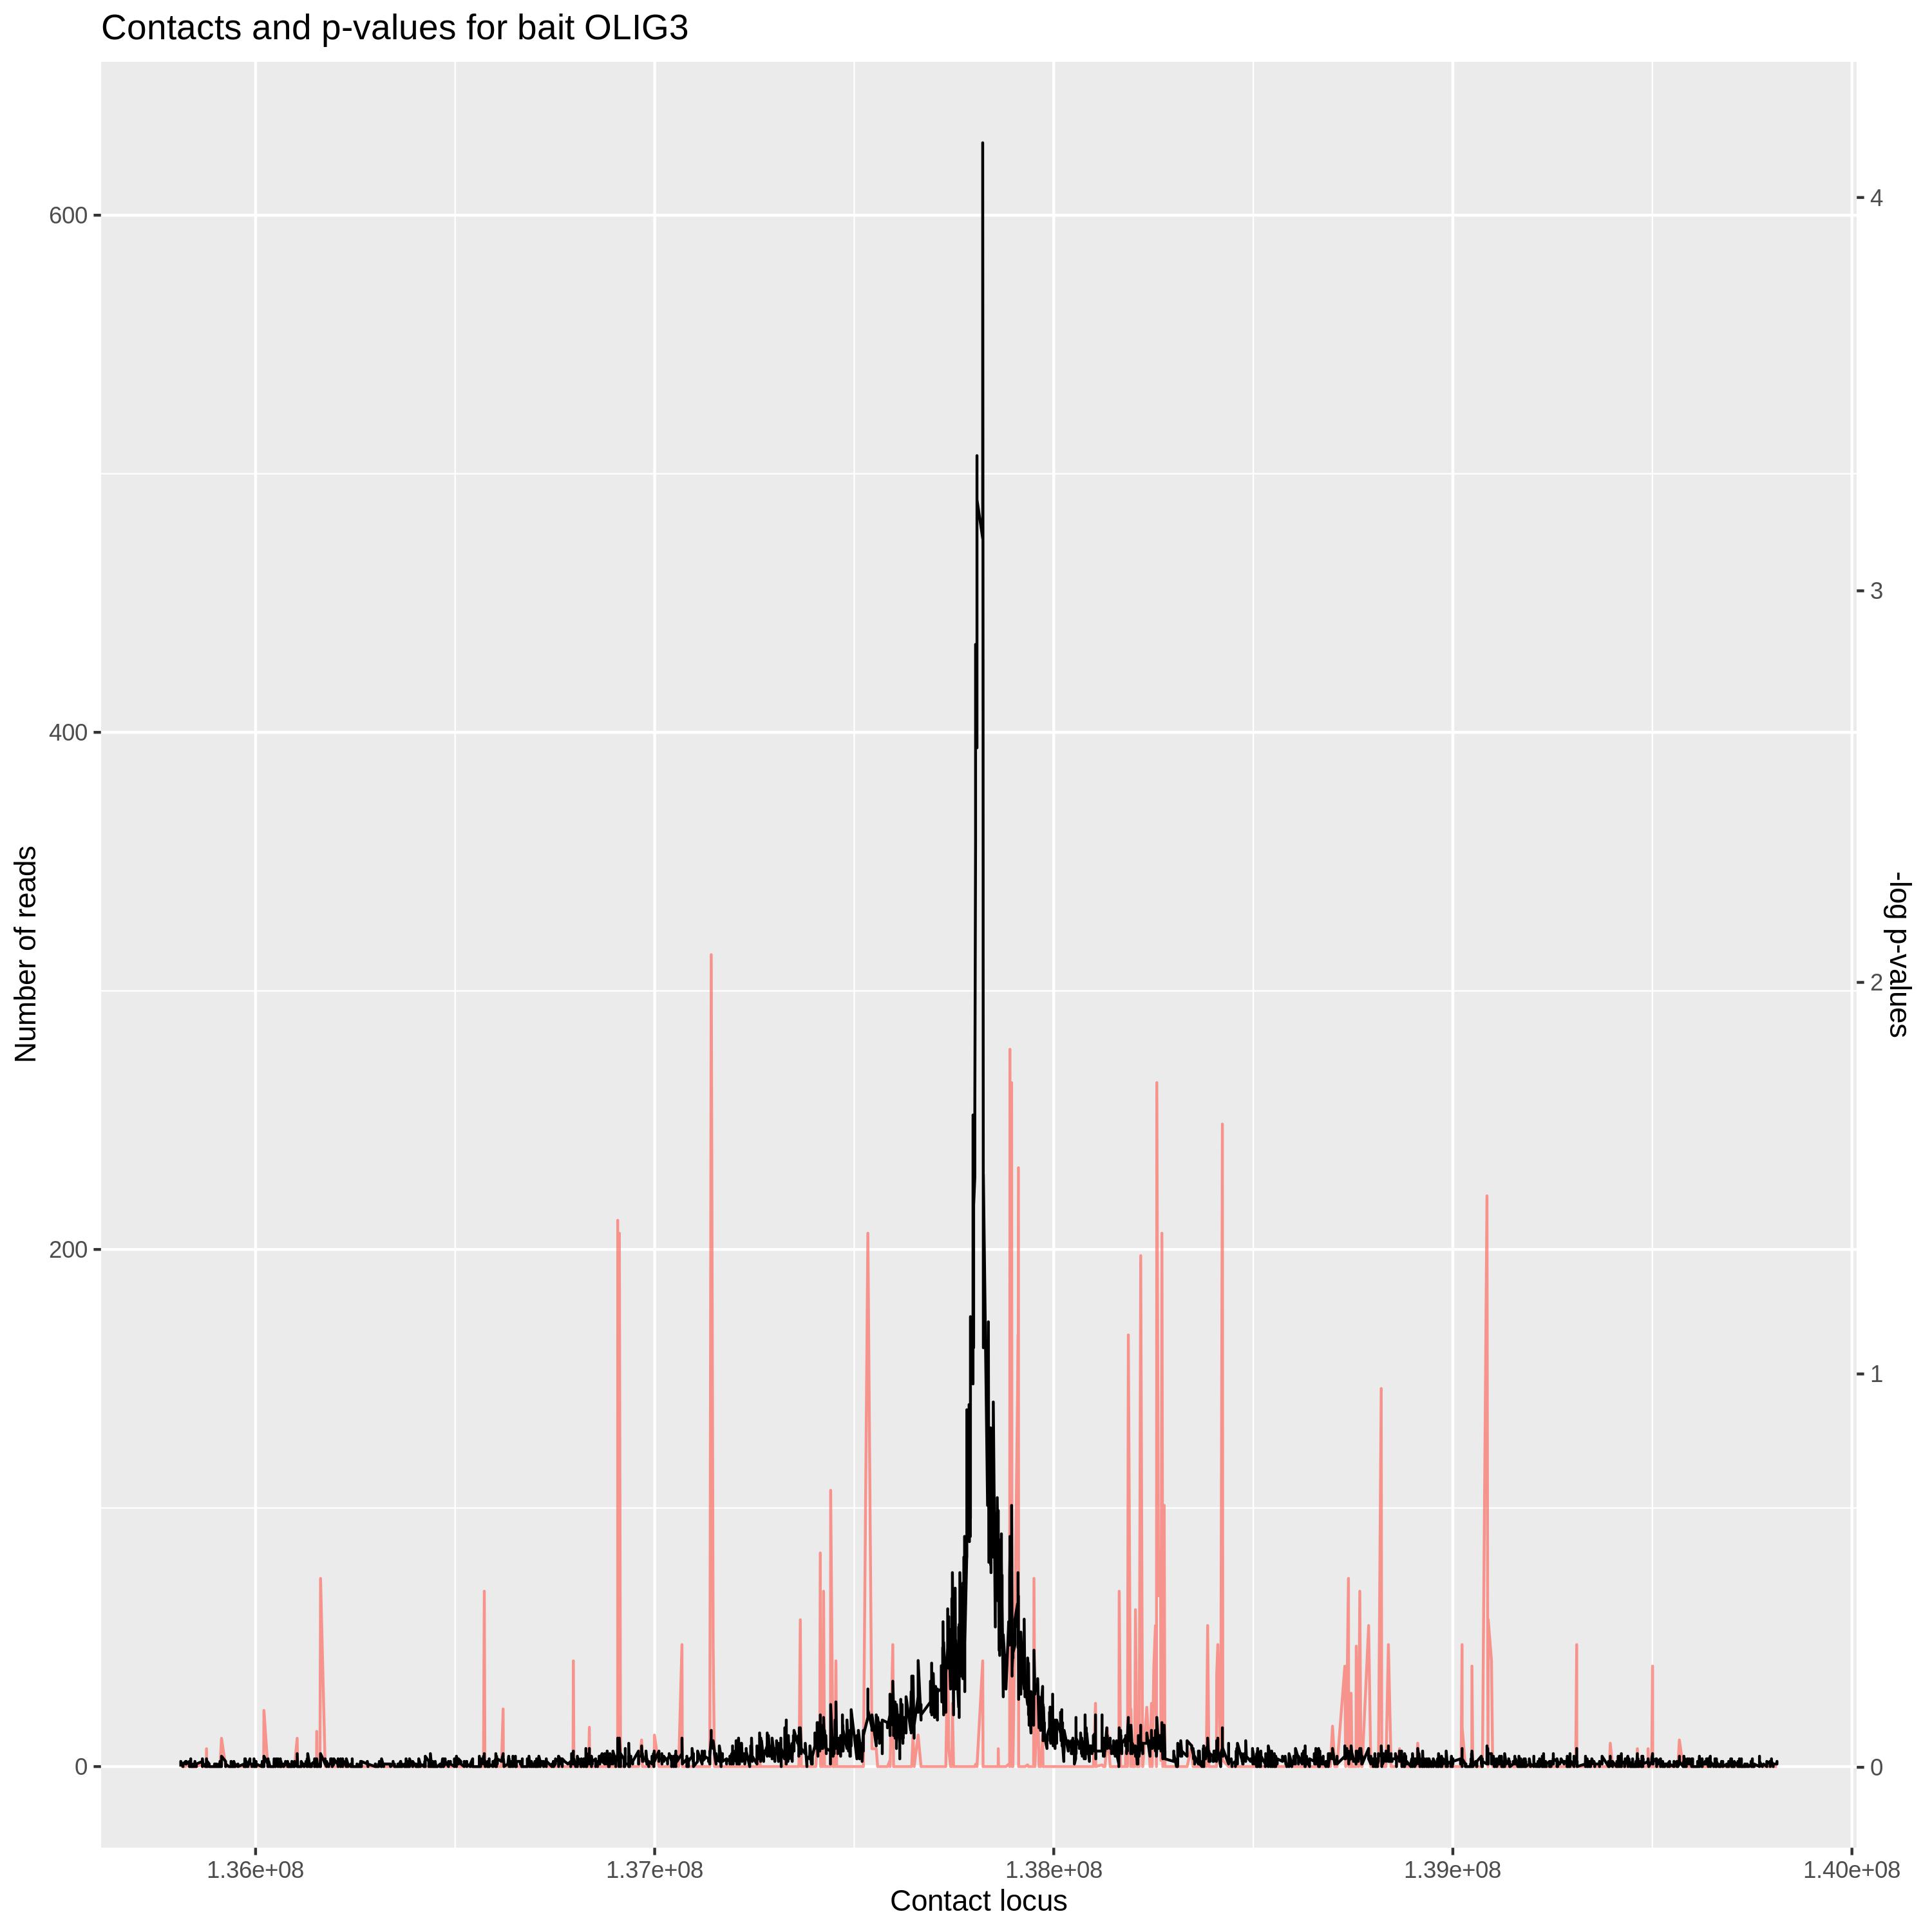 Contacts and p-values for bait OLIG3
600
400
200
0
Number of reads
4
3
2
1
0
-log p-values
1.36e+08
1.37e+08
1.38e+08
1.39e+08
1.40e+08
Contact locus